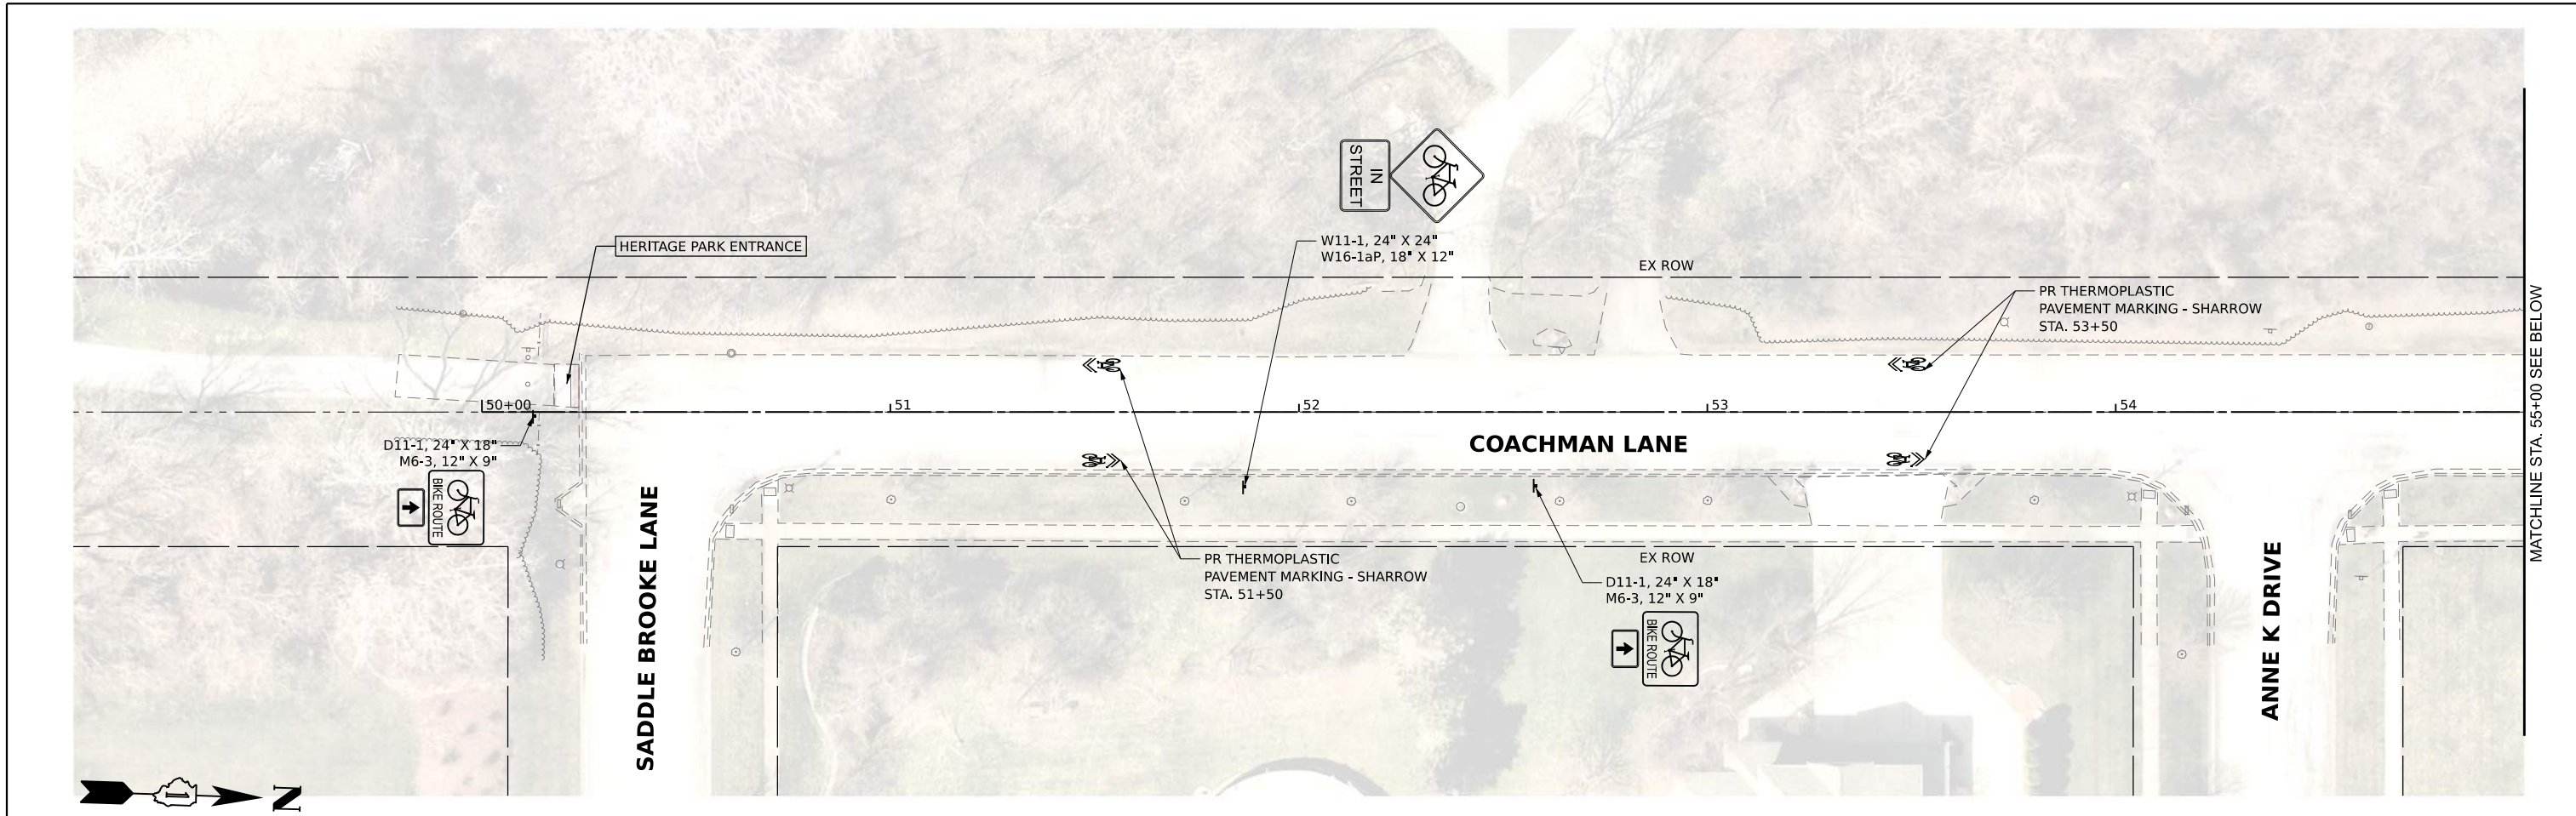 IN
STREET
W11-1, 24" X 24"
W16-1aP, 18" X 12"
HERITAGE PARK ENTRANCE
EX ROW
PR THERMOPLASTIC
PAVEMENT MARKING - SHARROW
STA. 53+50
MATCHLINE STA. 55+00 SEE BELOW
50+00
51
52
53
54
D11-1, 24" X 18"
M6-3, 12" X 9"
BIKE ROUTE
COACHMAN LANE
SADDLE BROOKE LANE
PR THERMOPLASTIC
PAVEMENT MARKING - SHARROW
STA. 51+50
EX ROW
D11-1, 24" X 18"
M6-3, 12" X 9"
BIKE ROUTE
ANNE K DRIVE
N